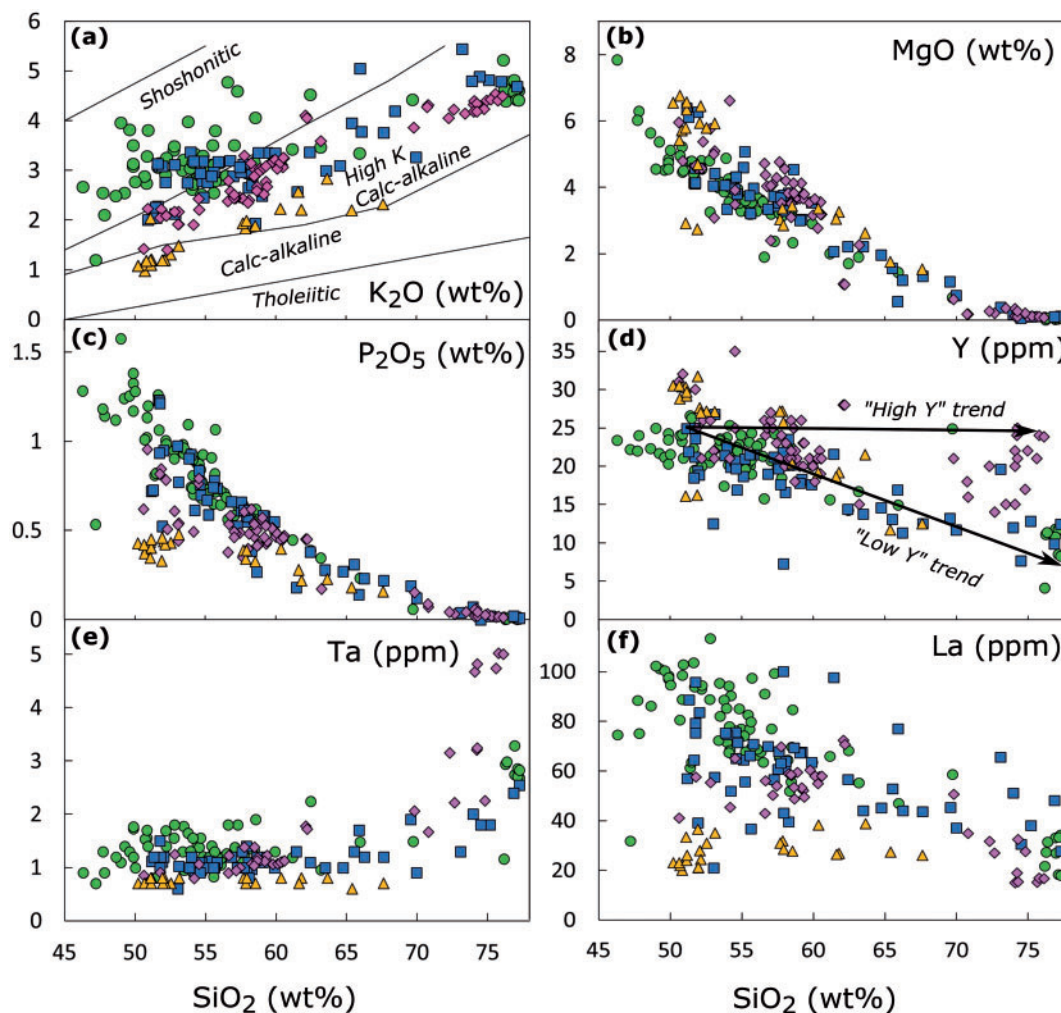 (a)
Shoshonitic
High K
Calc-alkaline
Calc-alkaline
Tholeiitic
K₂O (wt%)
6
5
4
3
2
1
0
(b)
MgO (wt%)
8
6
4
2
0
(c)
P₂O₅ (wt%)
1.5
1
0.5
0
(d)
Y (ppm)
"High Y" trend
"Low Y" trend
35
30
25
20
15
10
5
0
(e)
Ta (ppm)
5
4
3
2
1
0
45 50 55 60 65 70 75
SiO₂ (wt%)
(f)
La (ppm)
100
80
60
40
20
0
45 50 55 60 65 70 75
SiO₂ (wt%)